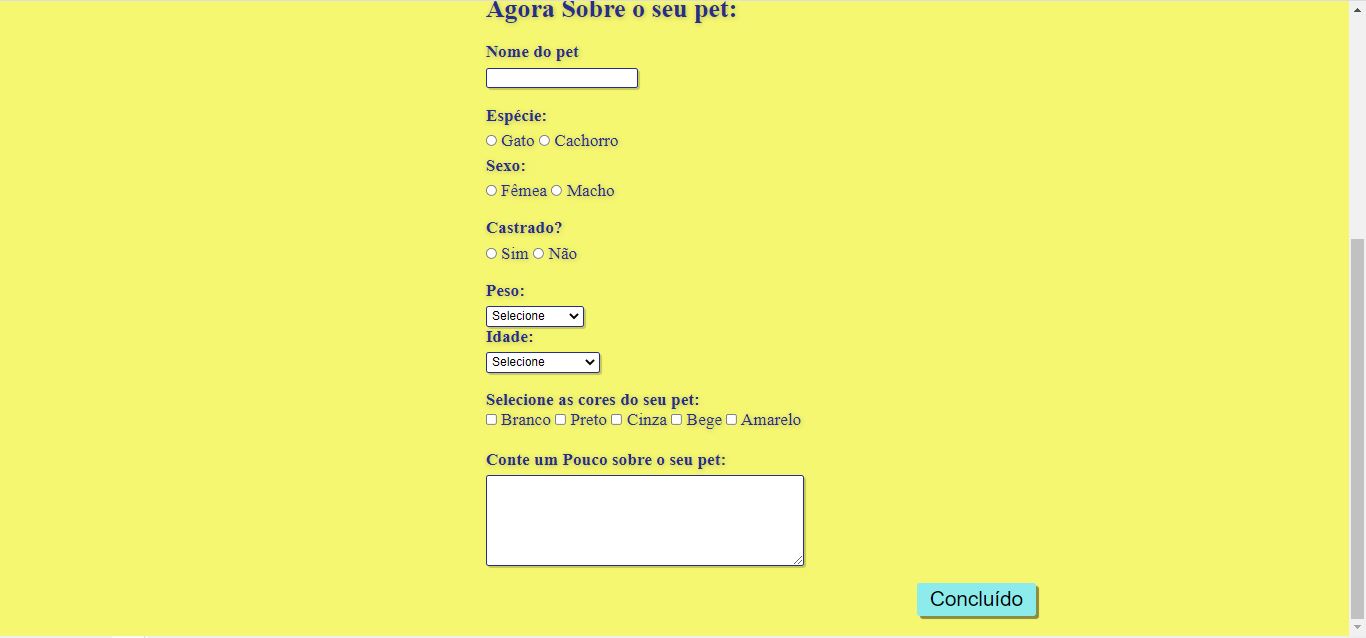 Agora Sobre o seu pet:
Nome do pet
Espécie:
Gato Cachorro
Sexo:
Fêmea Macho
Castrado?
Sim Não
Peso:
Selecione
Idade:
Selecione
Selecione as cores do seu pet:
Branco Preto Cinza Bege Amarelo
Conte um Pouco sobre o seu pet:
Concluído